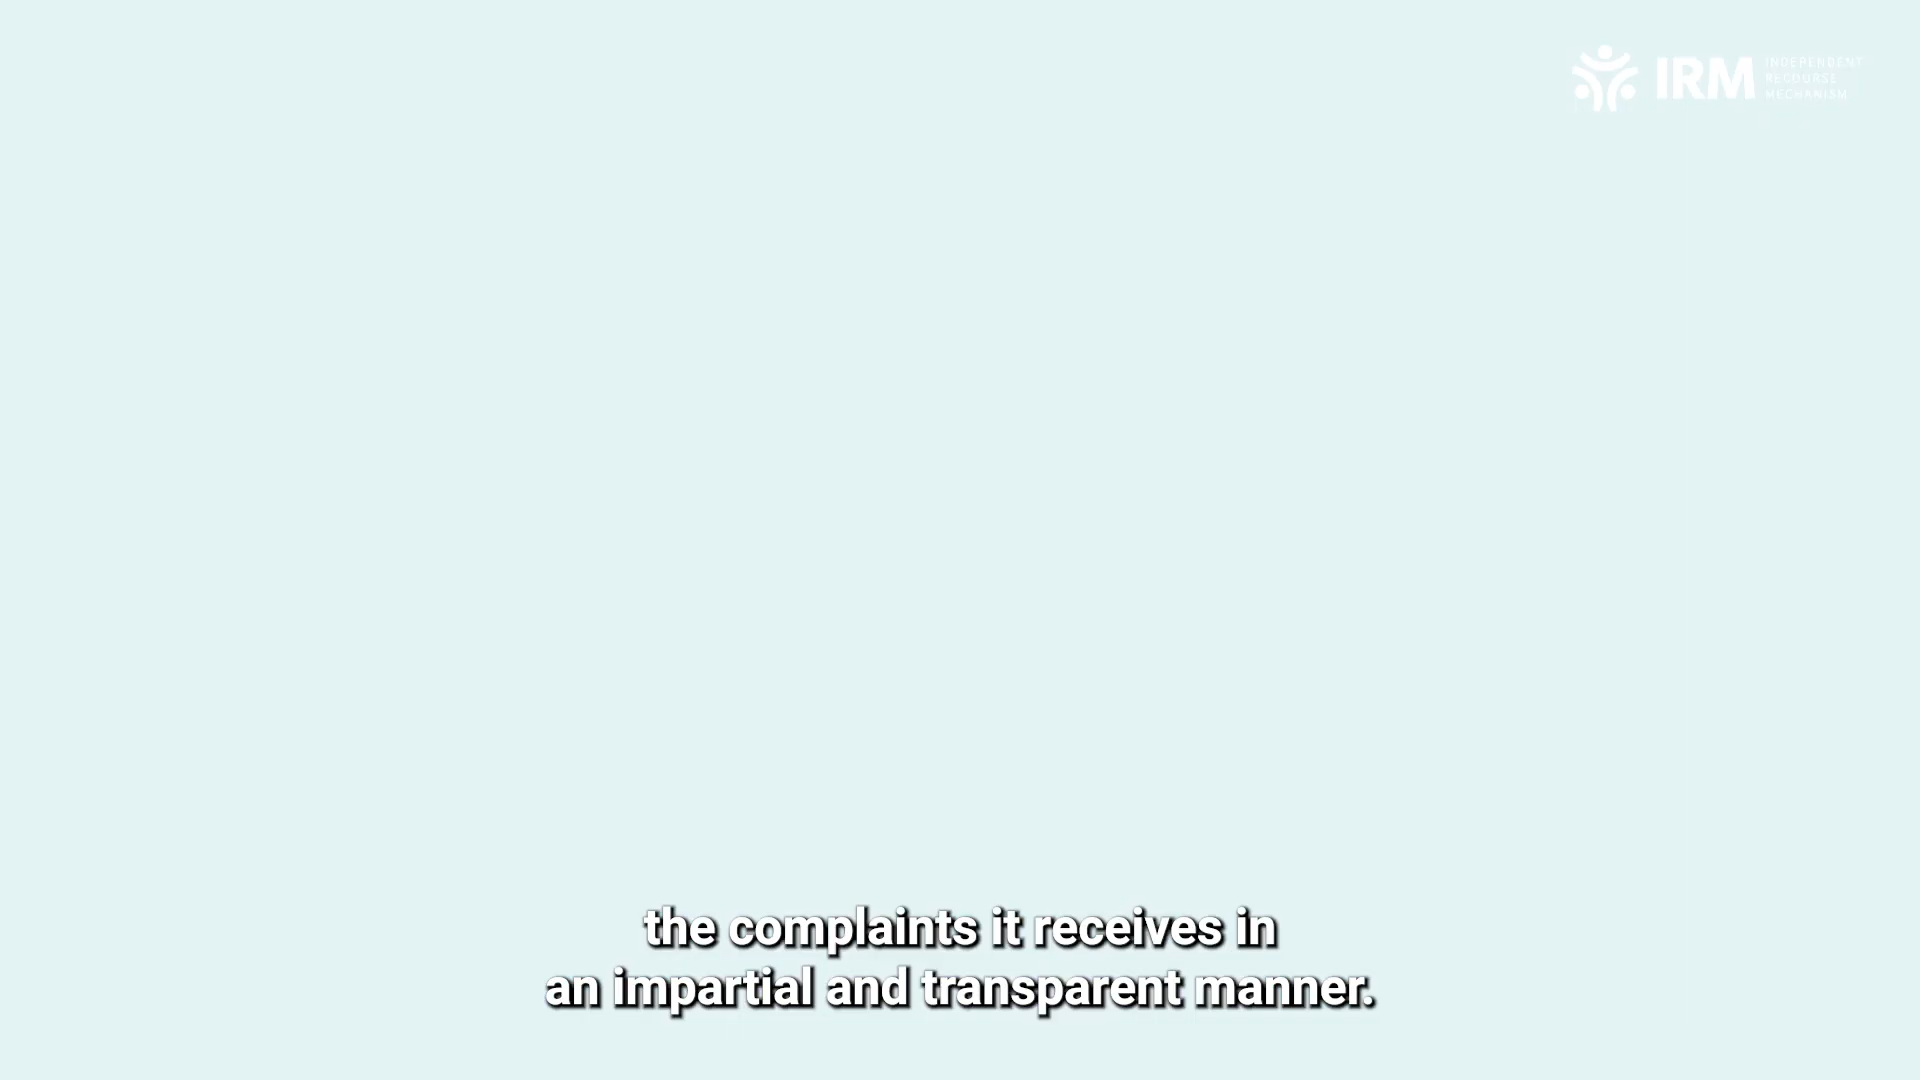 IRM
INDEPENDENT
RECOURSE
MECHANISM
the complaints it receives in
an impartial and transparent manner.